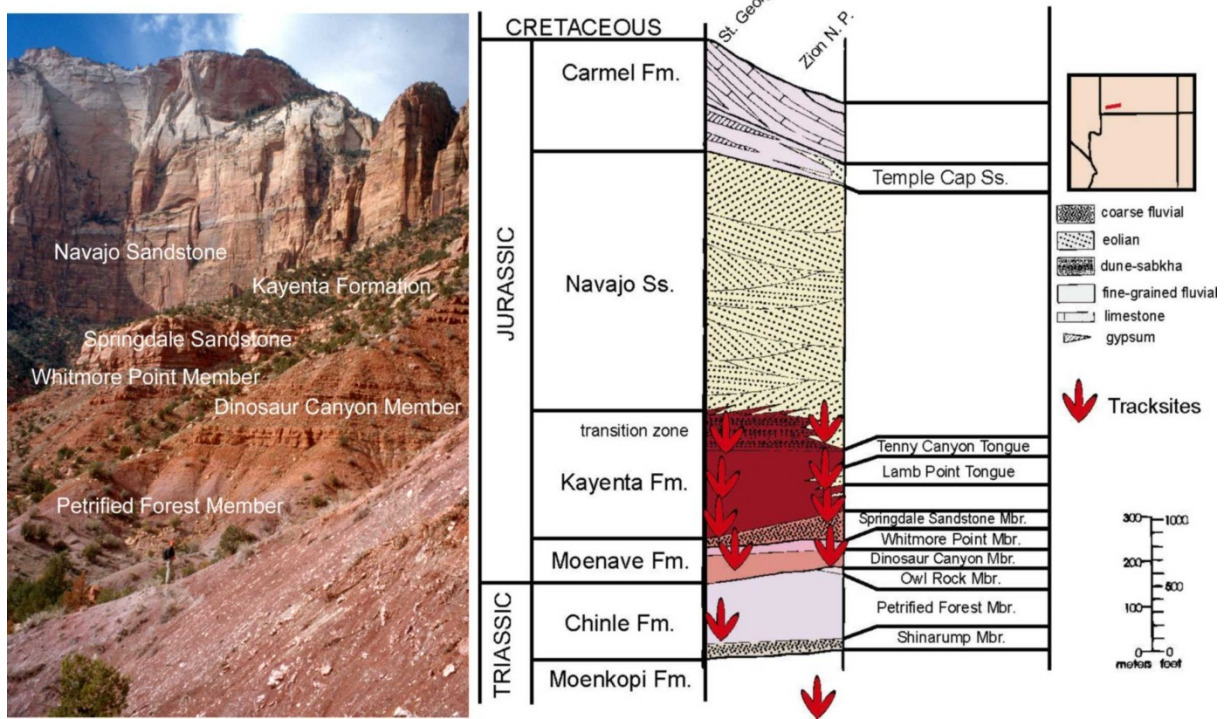 Navajo Sandstone
Kayenta Formation
Springdale Sandstone
Whitmore Point Member
Dinosaur Canyon Member
Petrified Forest Member
CRETACEOUS
JURASSIC
TRIASSIC
Carmel Fm.
Navajo Ss.
transition zone
Kayenta Fm.
Moenave Fm.
Chinle Fm.
Moenkopi Fm.
Zion N. P.
Temple Cap Ss.
Tenny Canyon Tongue
Lamb Point Tongue
Springdale Sandstone Mbr.
Whitmore Point Mbr.
Dinosaur Canyon Mbr.
Owl Rock Mbr.
Petrified Forest Mbr.
Shinarump Mbr.
coarse fluvial
eolian
dune-sabkha
fine-grained fluvial
limestone
gypsum
Tracksites
300 1000
200
500
100
0 0
meters feet